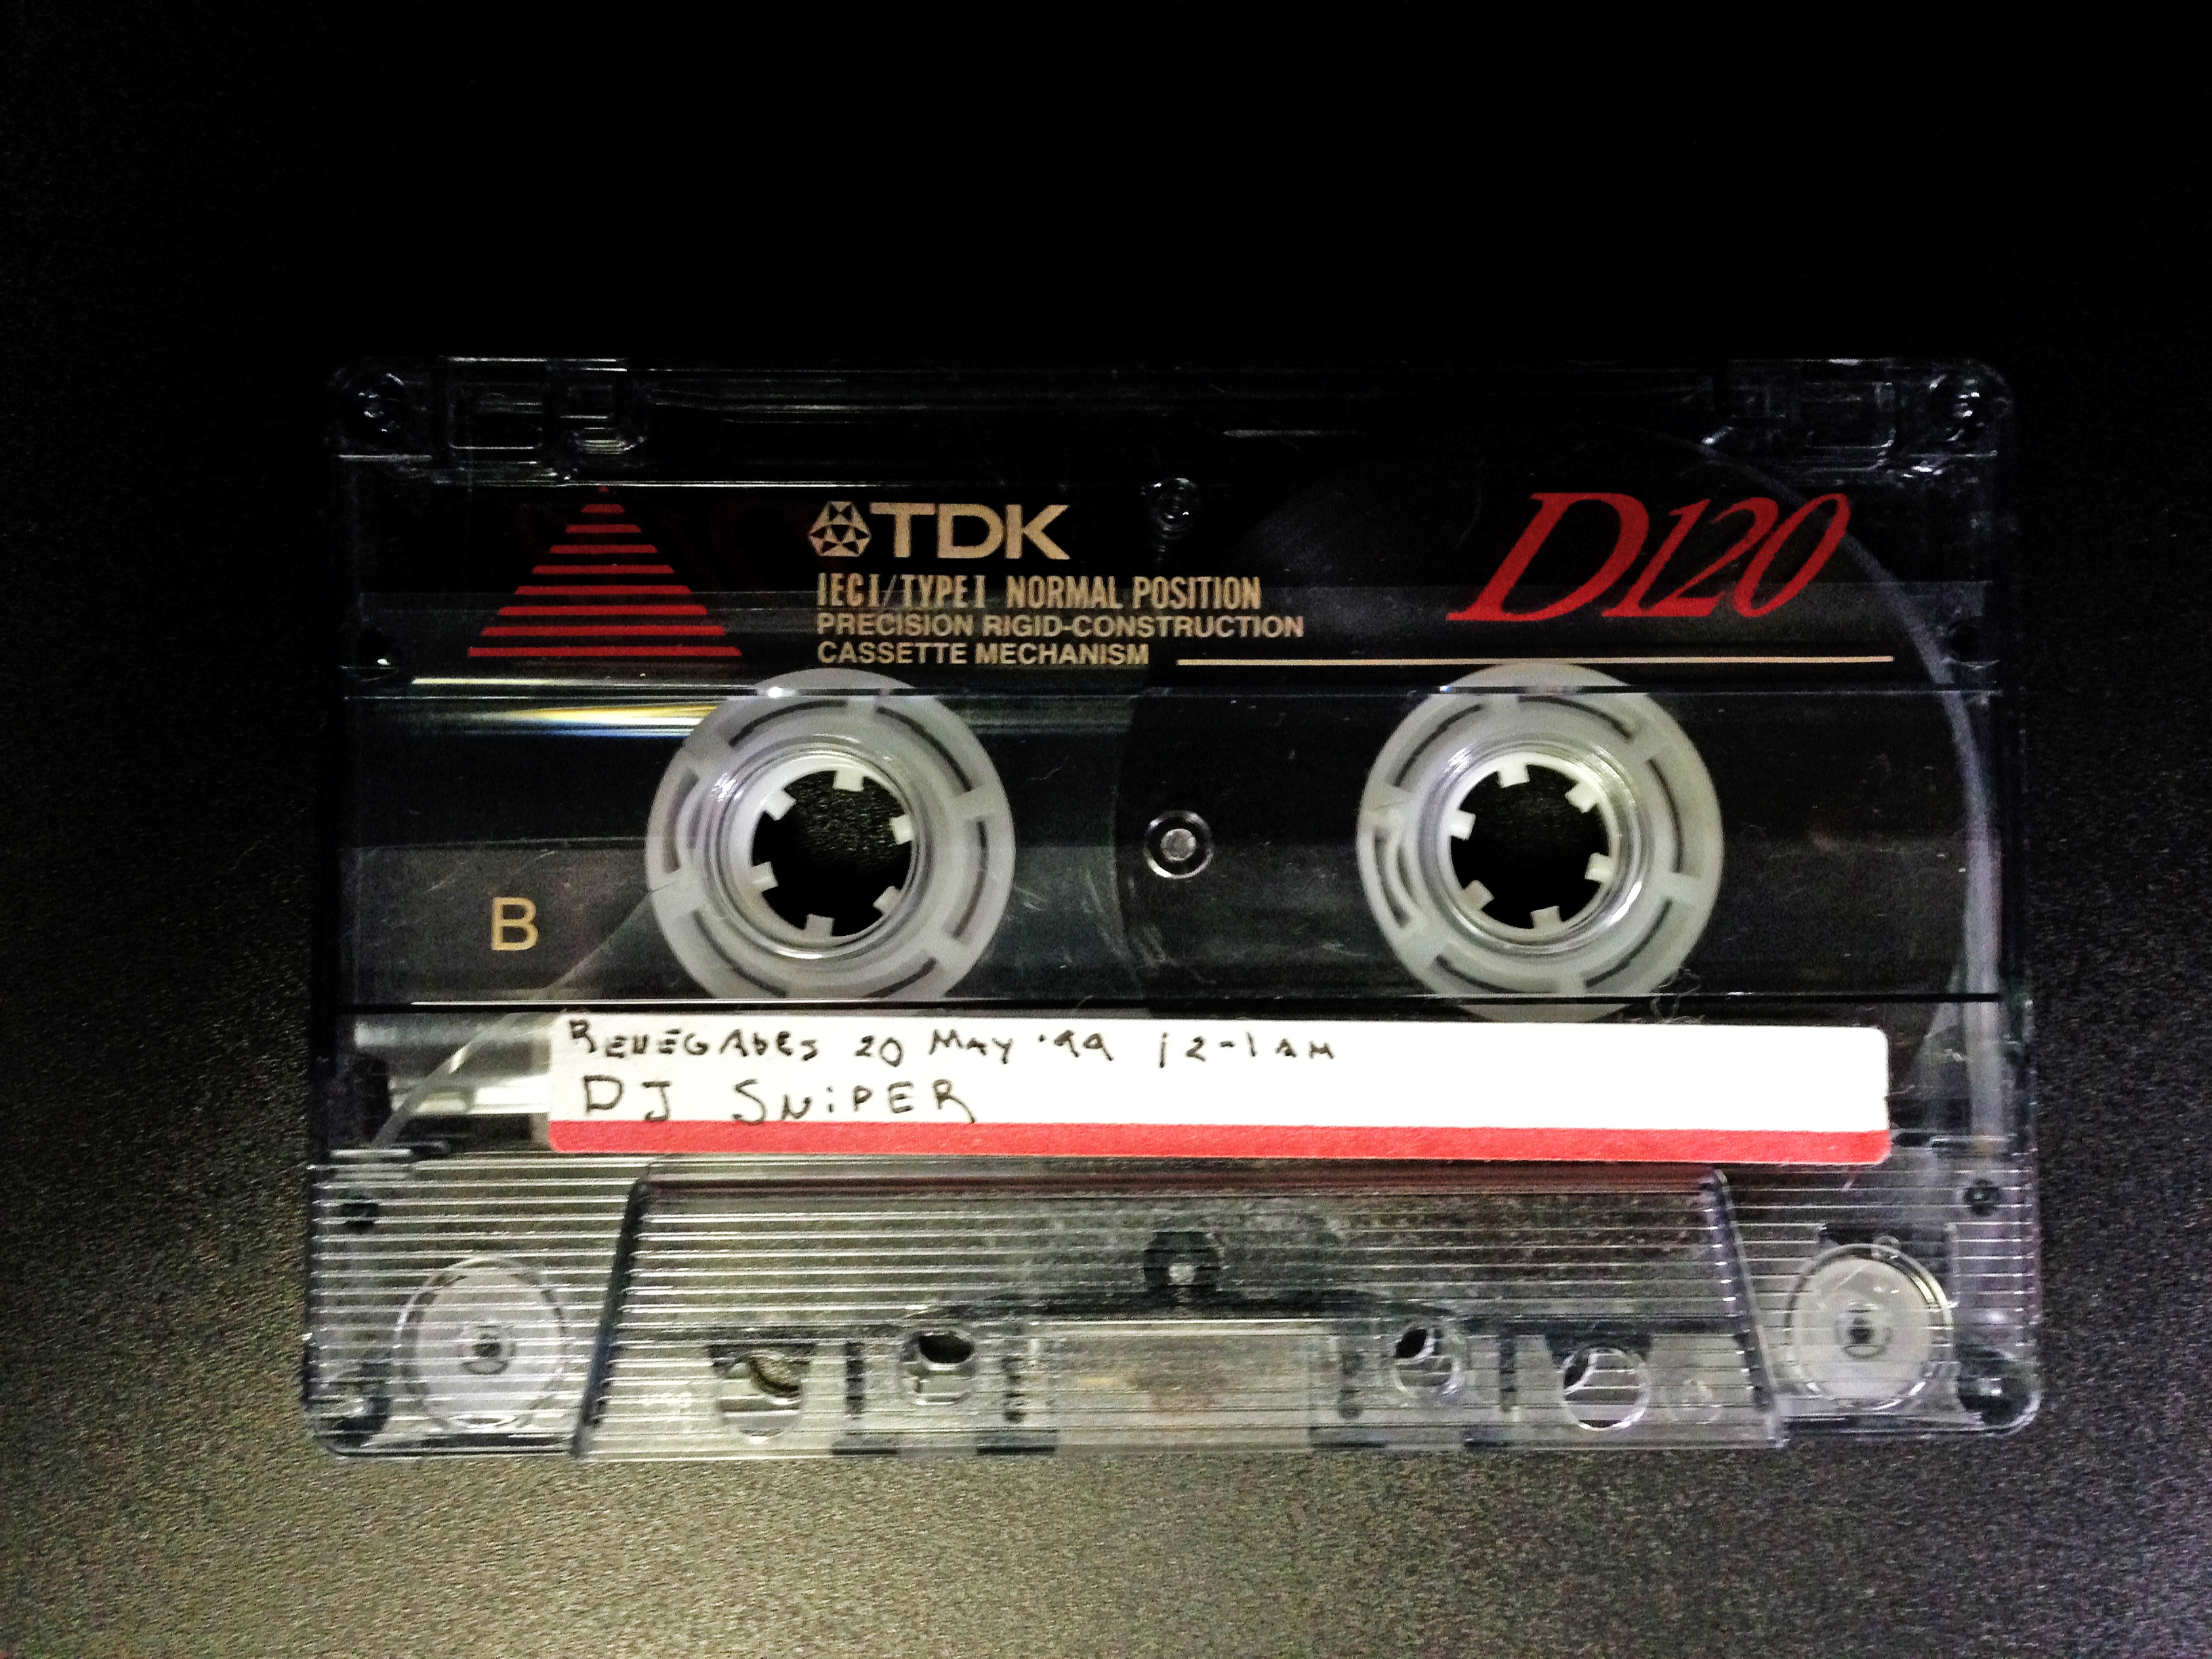 TDK
D120
IECI/TYPE I NORMAL POSITION
PRECISION RIGID-CONSTRUCTION
CASSETTE MECHANISM
B
RENEGADES 20 MAY '99 12-1 AM
DJ SNiPER